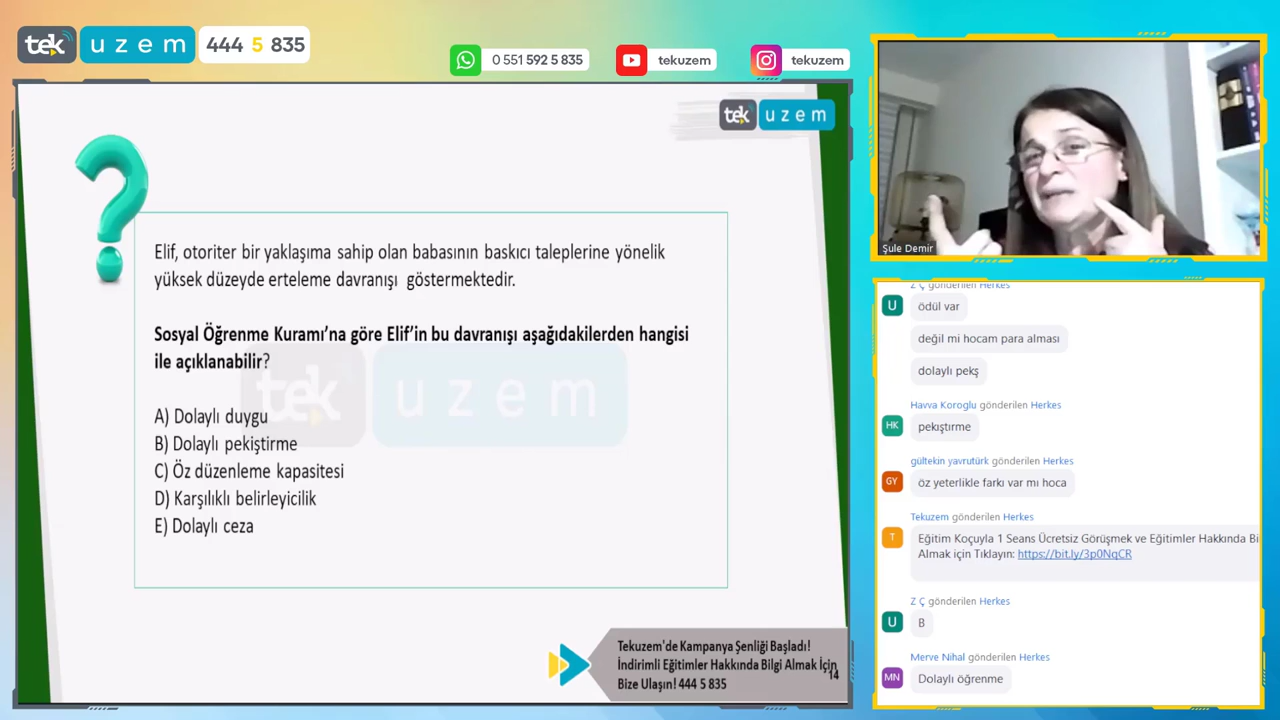 tek uzem 444 5 835
0 551 592 5 835
tekuzem
tekuzem
tek uzem
Elif, otoriter bir yaklaşıma sahip olan babasının baskıcı taleplerine yönelik
yüksek düzeyde erteleme davranışı göstermektedir.
Sosyal Öğrenme Kuramı’na göre Elif’in bu davranışı aşağıdakilerden hangisi
ile açıklanabilir?
tek uzem
A) Dolaylı duygu
B) Dolaylı pekiştirme
C) Öz düzenleme kapasitesi
D) Karşılıklı belirleyicilik
E) Dolaylı ceza
Tekuzem'de Kampanya Şenliği Başladı!
İndirimli Eğitimler Hakkında Bilgi Almak İçin
Bize Ulaşın! 444 5 835
14
Şule Demir
Z Ç gönderilen Herkes
U
ödül var
değil mi hocam para alması
dolaylı pekş
Havva Koroglu gönderilen Herkes
HK
pekıştırme
gültekin yavrutürk gönderilen Herkes
GY
öz yeterlikle farkı var mı hoca
Tekuzem gönderilen Herkes
T
Eğitim Koçuyla 1 Seans Ücretsiz Görüşmek ve Eğitimler Hakkında Bi
Almak için Tıklayın: https://bit.ly/3p0NqCR
Z Ç gönderilen Herkes
U
B
Merve Nihal gönderilen Herkes
MN
Dolaylı öğrenme